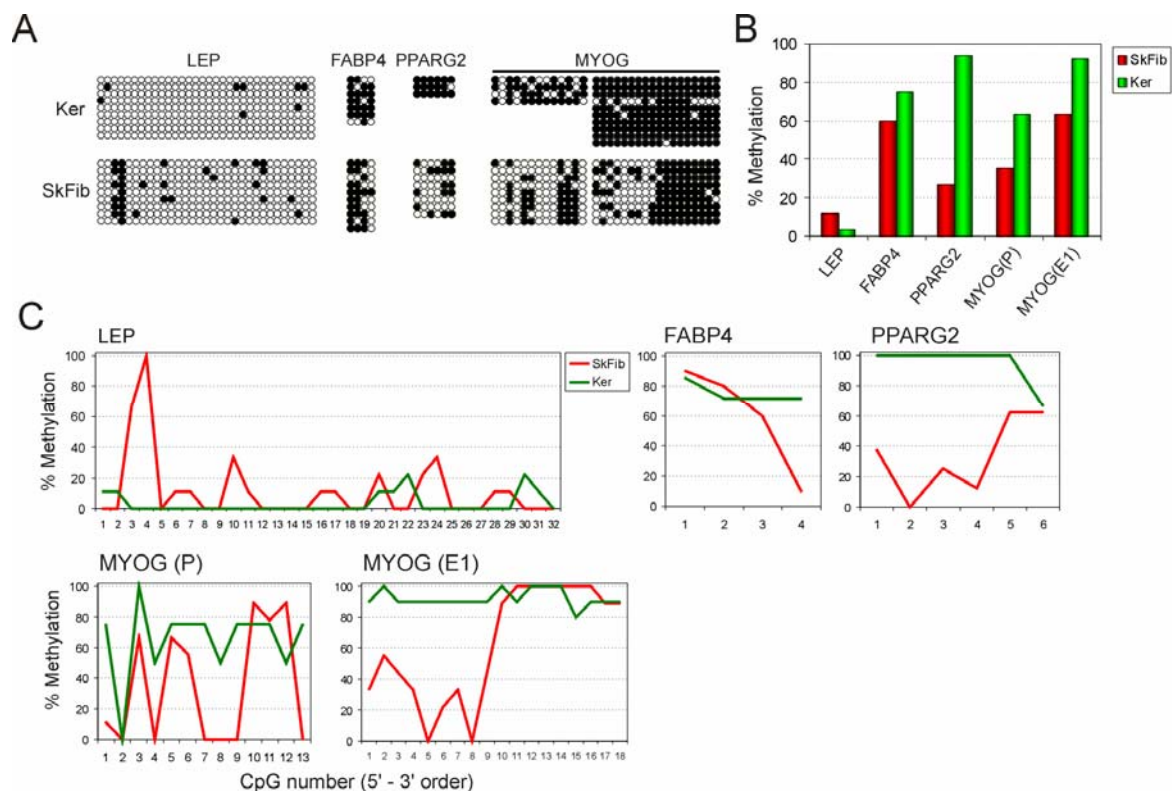 A
LEP FABP4 PPARG2 MYOG
Ker
SkFib
B
% Methylation
100
80
60
40
20
0
LEP FABP4 PPARG2 MYOG(P) MYOG(E1)
SkFib
Ker
C
LEP
% Methylation
100
80
60
40
20
0
1 2 3 4 5 6 7 8 9 10 11 12 13 14 15 16 17 18 19 20 21 22 23 24 25 26 27 28 29 30 31 32
SkFib
Ker
FABP4
100
80
60
40
20
0
1 2 3 4
PPARG2
100
80
60
40
20
0
1 2 3 4 5 6
MYOG (P)
% Methylation
100
80
60
40
20
0
1 2 3 4 5 6 7 8 9 10 11 12 13
MYOG (E1)
100
80
60
40
20
0
1 2 3 4 5 6 7 8 9 10 11 12 13 14 15 16 17 18
CpG number (5' - 3' order)